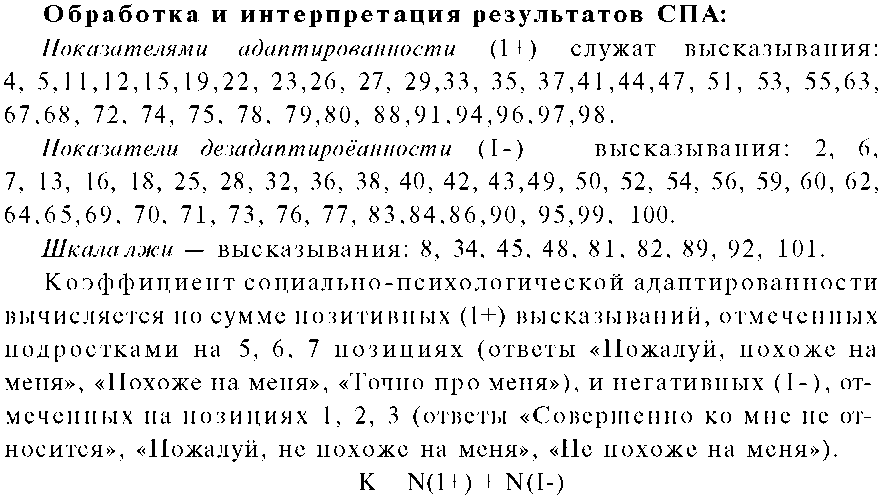 Обработка и интерпретация результатов СПА:
Показателями адаптированности (1+) служат высказывания:
4, 5,11,12,15,19,22, 23,26, 27, 29,33, 35, 37,41,44,47, 51, 53, 55,63,
67,68, 72, 74, 75, 78, 79,80, 88,91,94,96,97,98.
Показатели дезадаптироёанности (I-) высказывания: 2, 6,
7, 13, 16, 18, 25, 28, 32, 36, 38, 40, 42, 43,49, 50, 52, 54, 56, 59, 60, 62,
64,65,69, 70, 71, 73, 76, 77, 83,84,86,90, 95,99, 100.
Шкала лжи — высказывания: 8, 34, 45, 48, 81, 82, 89, 92, 101.
Коэффициент социально-психологической адаптированности
вычисляется по сумме позитивных (1+) высказываний, отмеченных
подростками на 5, 6, 7 позициях (ответы «Пожалуй, похоже на
меня», «Похоже на меня», «Точно про меня»), и негативных (I-), от-
меченных на позициях 1, 2, 3 (ответы «Совершенно ко мне не от-
носится», «Пожалуй, не похоже на меня», «Не похоже на меня»).
K N(1+) + N(I-)